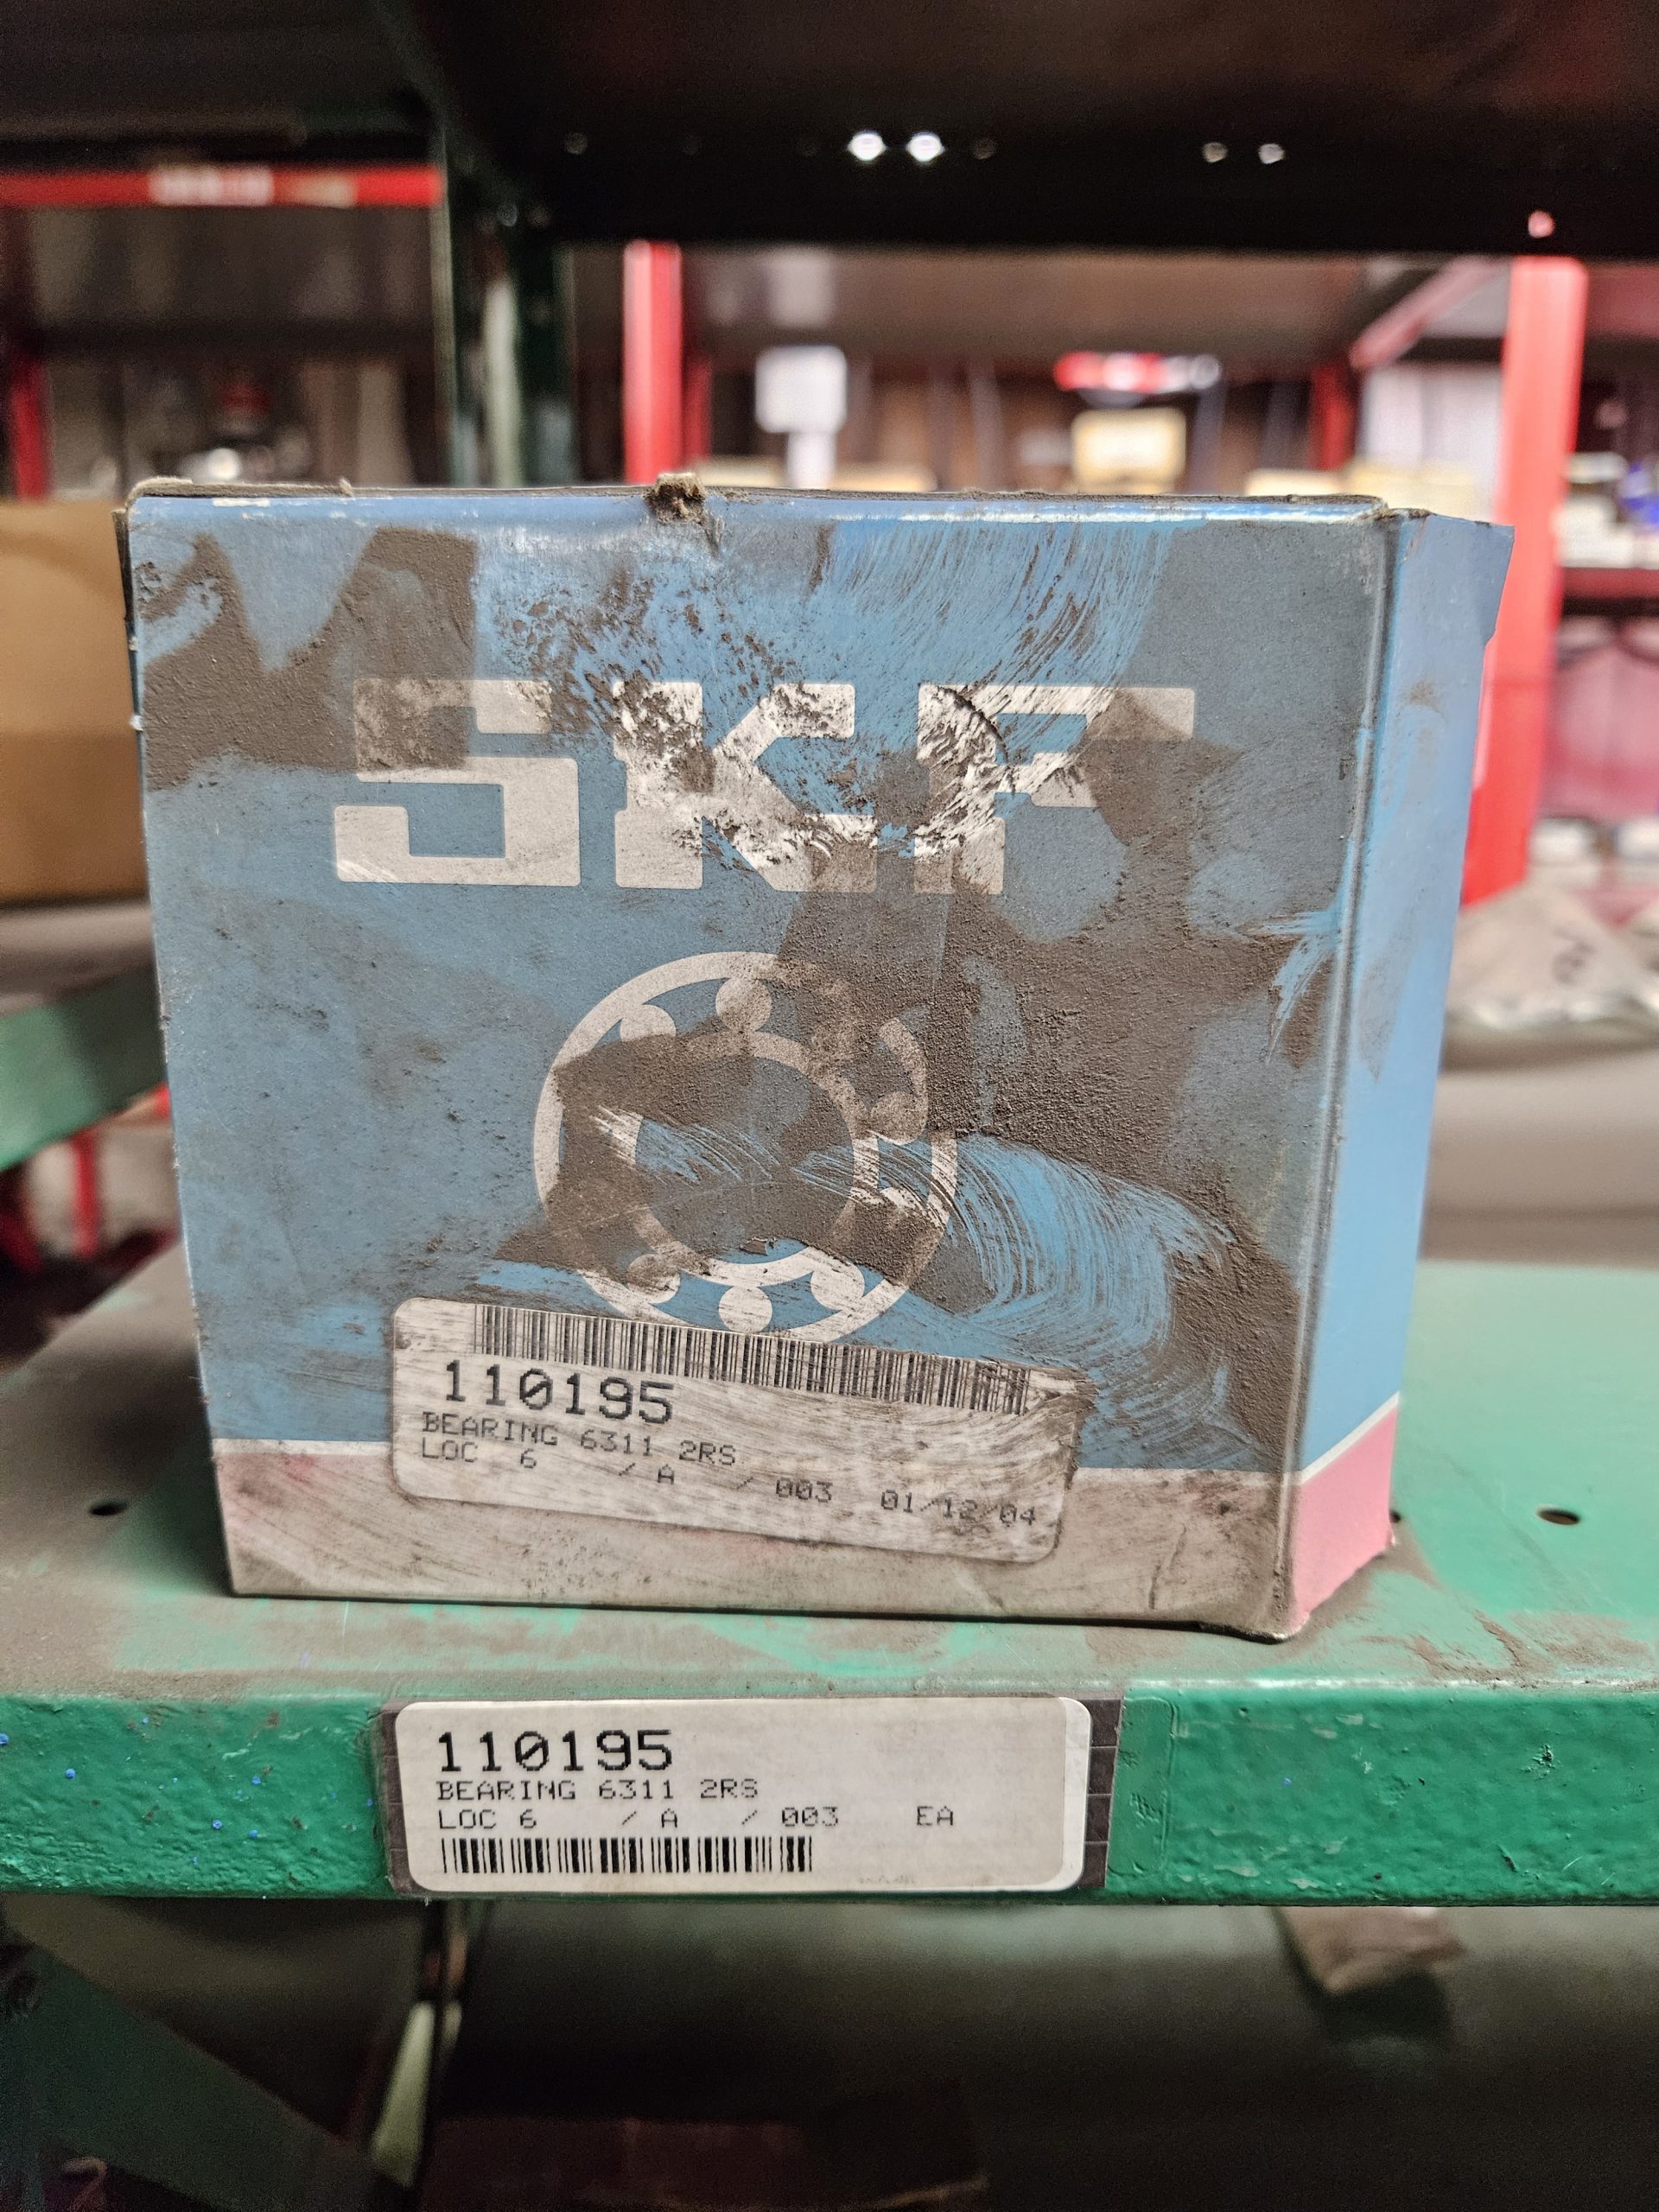 SKF
110195
BEARING 6311 2RS
LOC 6 / A / 003 01/12/04
110195
BEARING 6311 2RS
LOC 6 / A / 003 EA